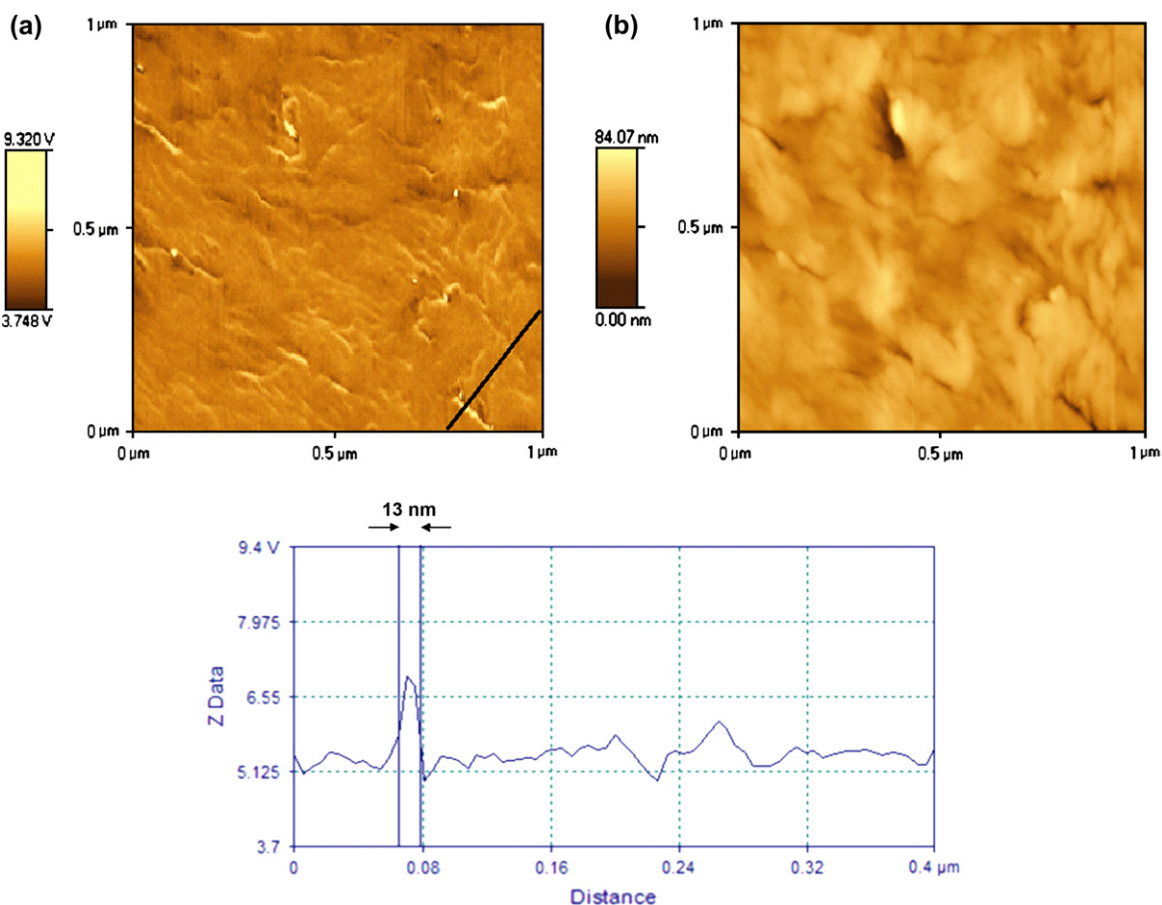 (a)
1 µm
9.320 V
0.5 µm
3.748 V
0 µm
0 µm 0.5 µm 1 µm
(b)
1 µm
84.07 nm
0.5 µm
0.00 nm
0 µm
0 µm 0.5 µm 1 µm
13 nm
9.4 V
7.975
6.55
5.125
3.7
Z Data
0 0.08 0.16 0.24 0.32 0.4 µm
Distance